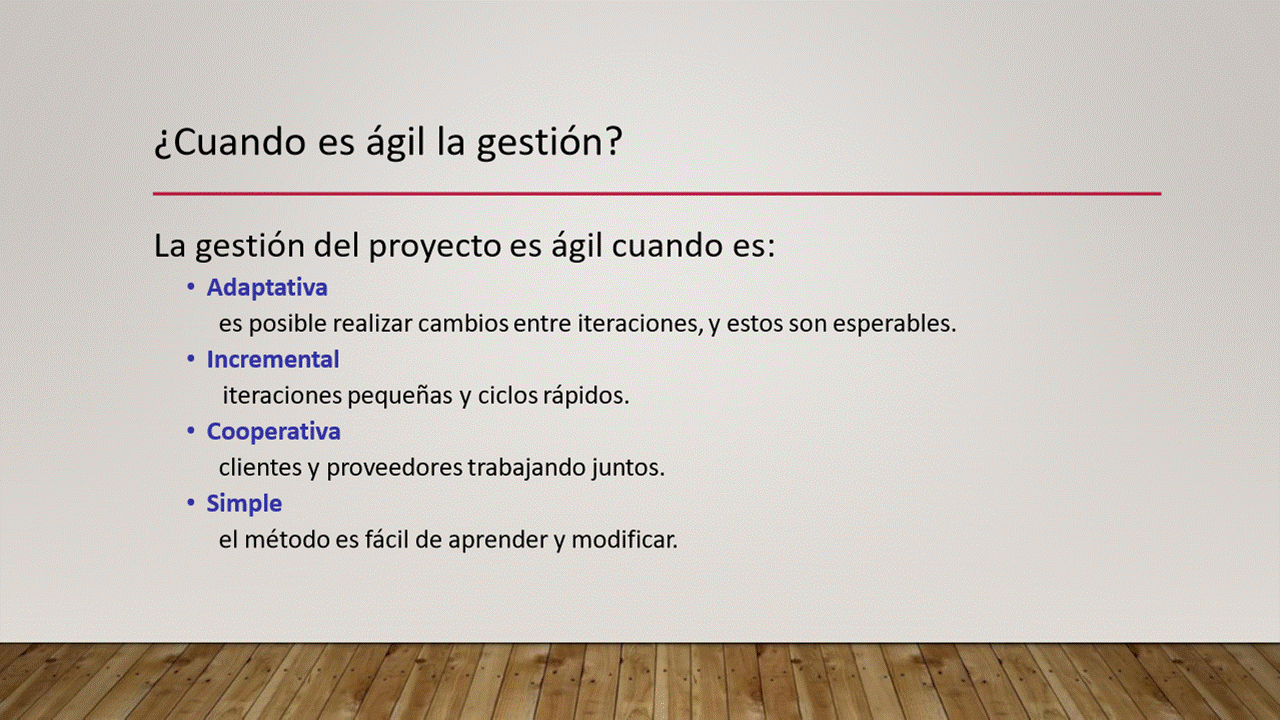 ¿Cuando es ágil la gestión?
La gestión del proyecto es ágil cuando es:
• Adaptativa
es posible realizar cambios entre iteraciones, y estos son esperables.
• Incremental
iteraciones pequeñas y ciclos rápidos.
• Cooperativa
clientes y proveedores trabajando juntos.
• Simple
el método es fácil de aprender y modificar.